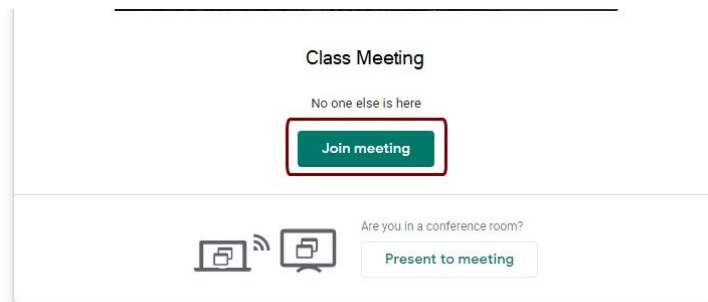 Class Meeting
No one else is here
Join meeting
Are you in a conference room?
Present to meeting